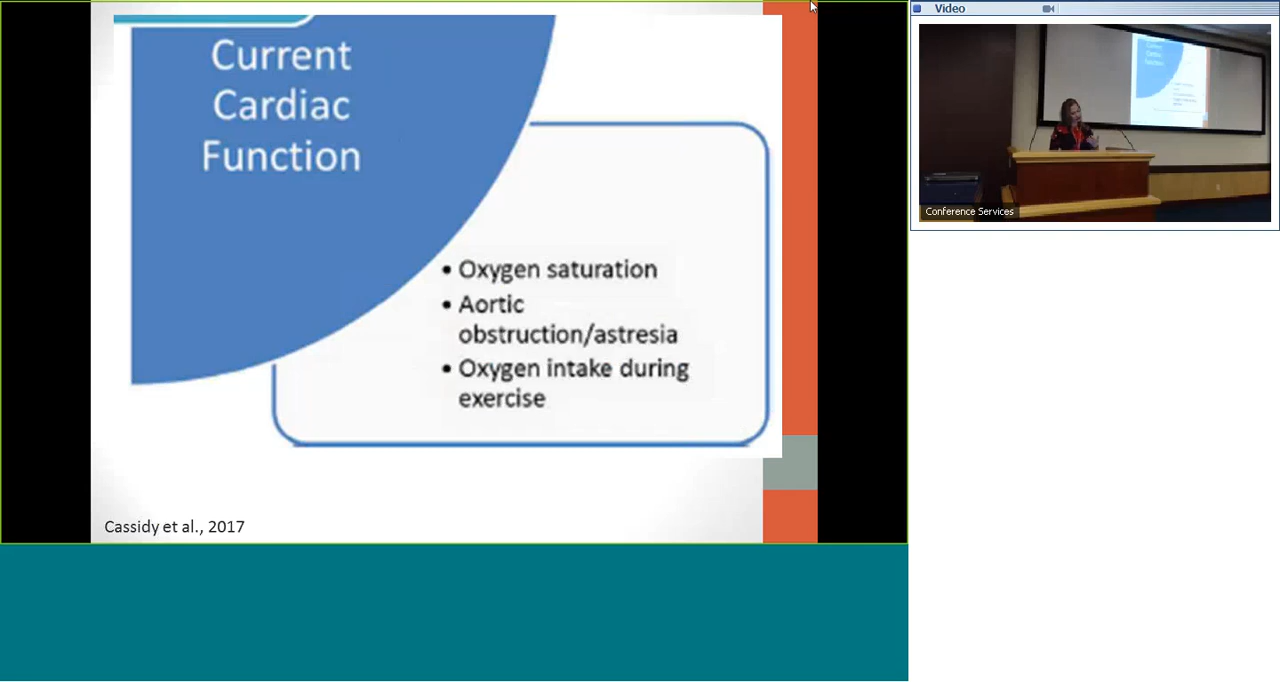 Current
Cardiac
Function
• Oxygen saturation
• Aortic
obstruction/astresia
• Oxygen intake during
exercise
Cassidy et al., 2017
Video
Conference Services